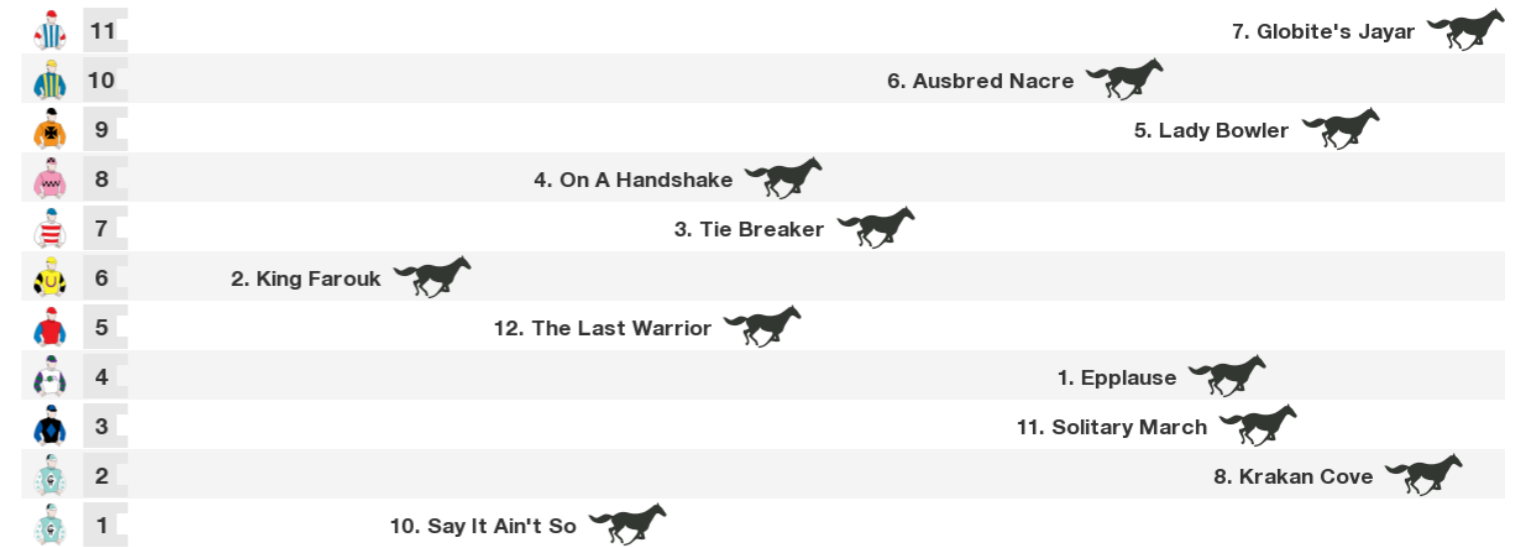 11 7. Globite's Jayar
10 6. Ausbred Nacre
9 5. Lady Bowler
8 4. On A Handshake
7 3. Tie Breaker
6 2. King Farouk
5 12. The Last Warrior
4 1. Epplause
3 11. Solitary March
2 8. Krakan Cove
1 10. Say It Ain't So